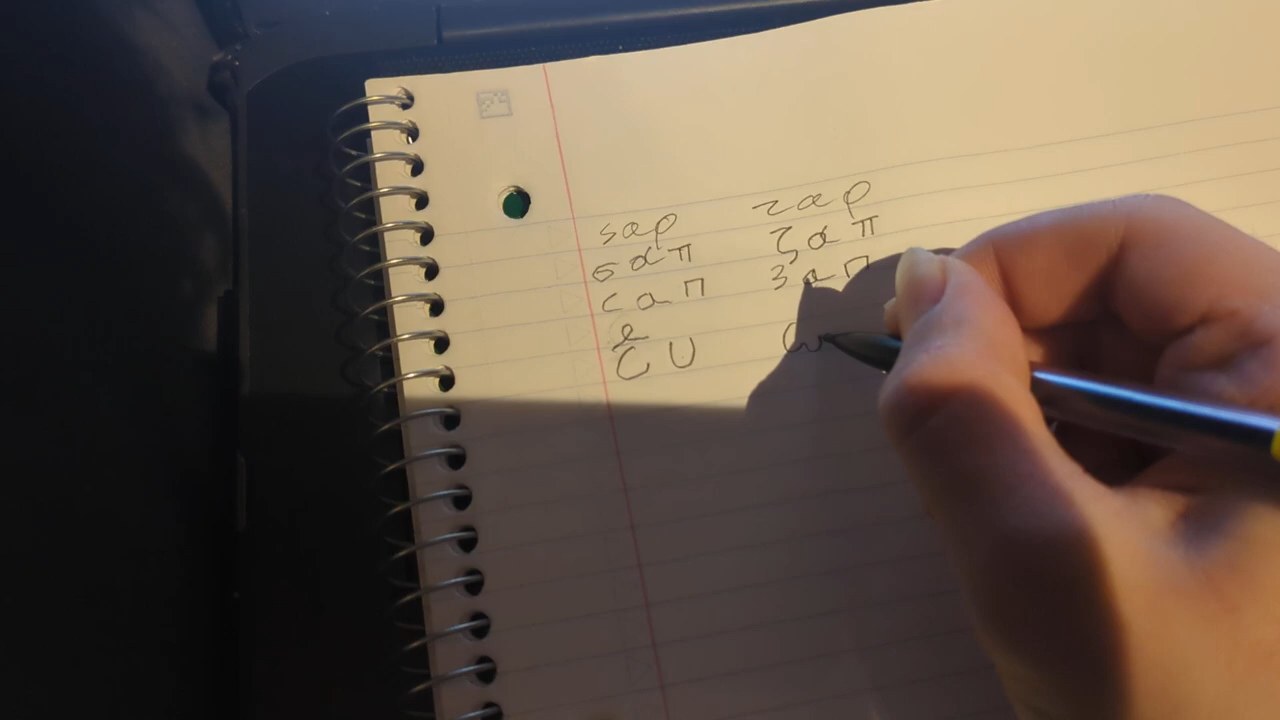 sap zap
σαπ ζαπ
сап зап